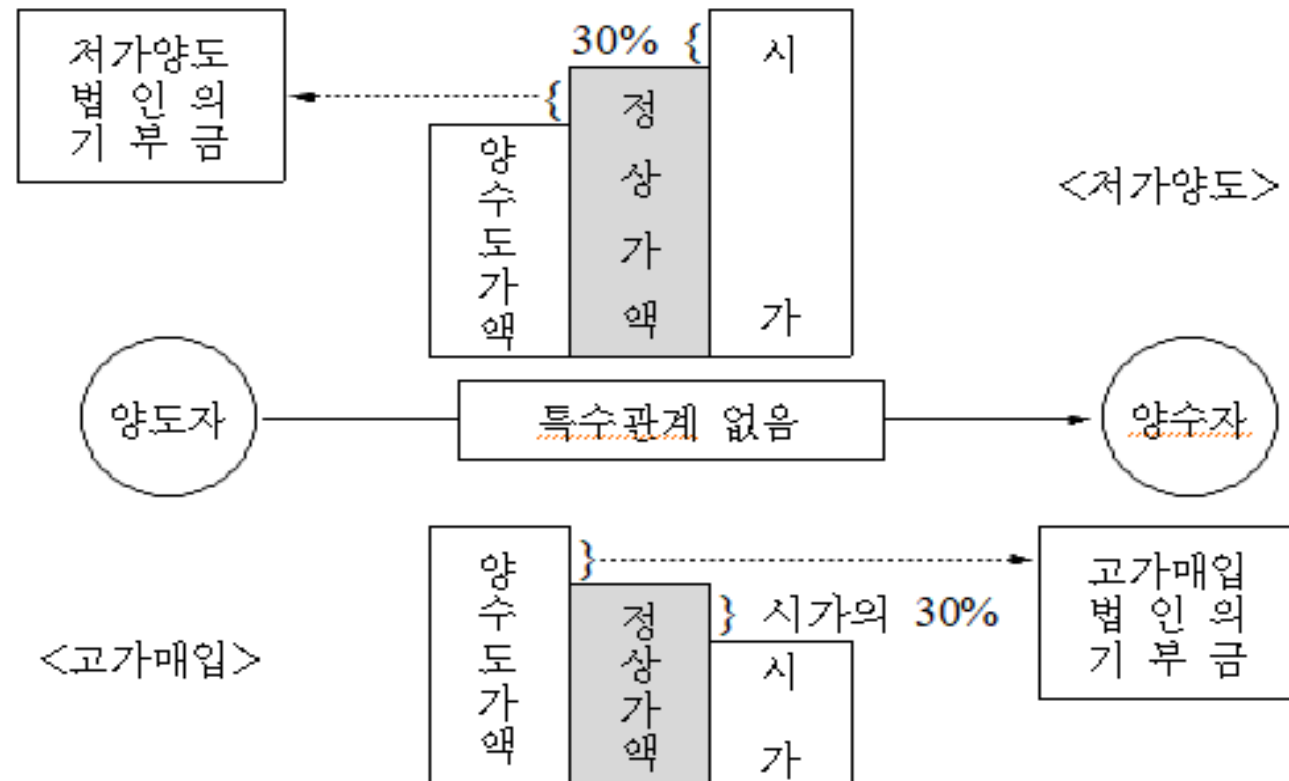 저가양도
법 인 의
기 부 금
30% {
{
시 가
정 상 가 액
양 수 도 가 액
<저가양도>
양도자
특수관계 없음
양수자
<고가매입>
양 수 도 가 액
}
정 상 가 액
} 시가의 30%
시 가
고가매입
법 인 의
기 부 금